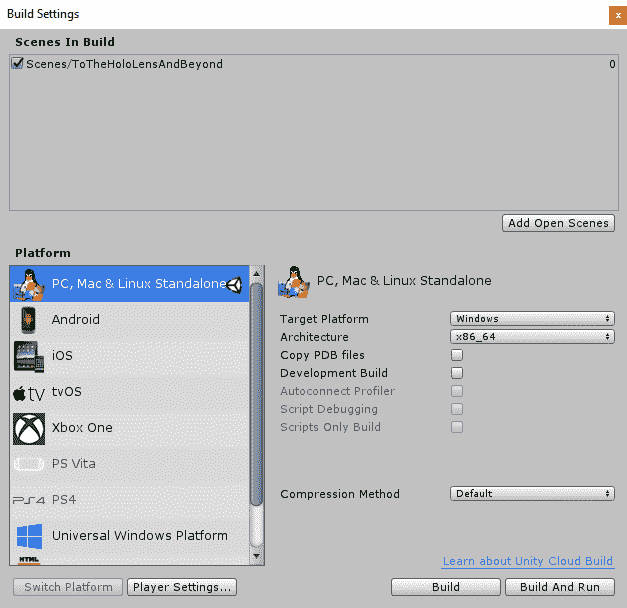 Build Settings
x
Scenes In Build
Scenes/ToTheHoloLensAndBeyond 0
Add Open Scenes
Platform
PC, Mac & Linux Standalone
Android
iOS
tv tvOS
Xbox One
PS Vita
PS4 PS4
Universal Windows Platform
HTML
PC, Mac & Linux Standalone
Target Platform Windows
Architecture x86_64
Copy PDB files
Development Build
Autoconnect Profiler
Script Debugging
Scripts Only Build
Compression Method Default
Learn about Unity Cloud Build
Switch Platform Player Settings... Build Build And Run